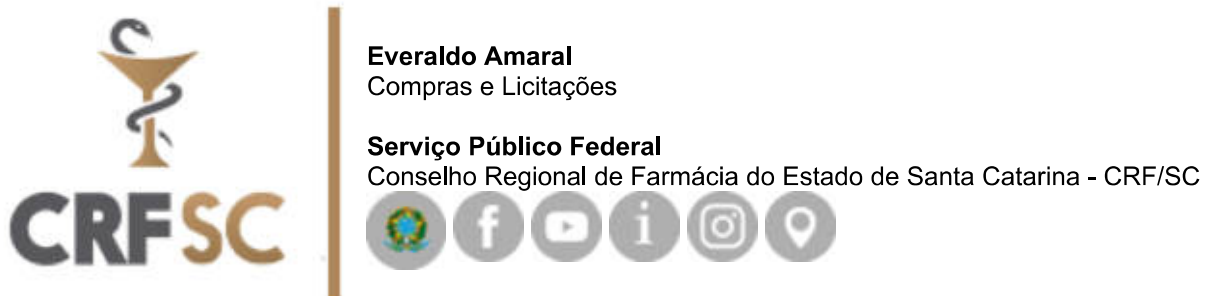 CRFSC
Everaldo Amaral
Compras e Licitações
Serviço Público Federal
Conselho Regional de Farmácia do Estado de Santa Catarina - CRF/SC